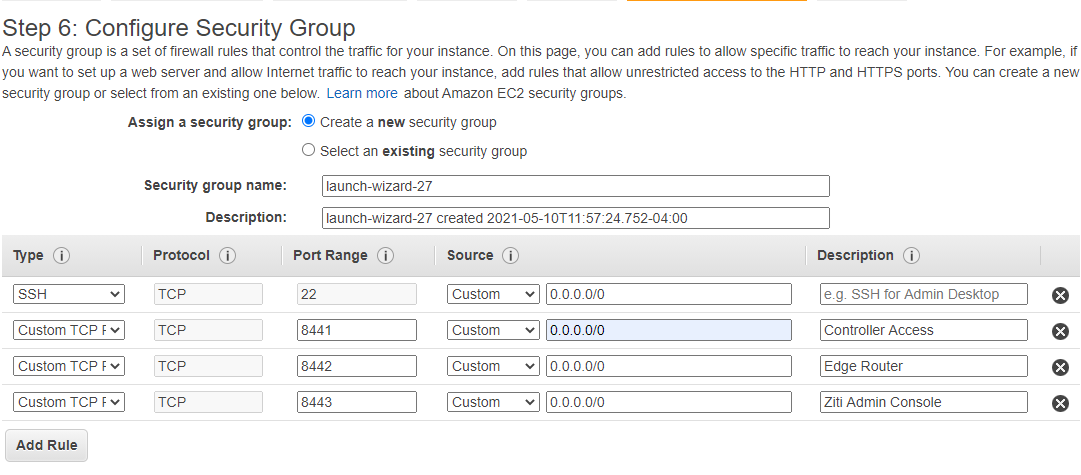 Step 6: Configure Security Group
A security group is a set of firewall rules that control the traffic for your instance. On this page, you can add rules to allow specific traffic to reach your instance. For example, if
you want to set up a web server and allow Internet traffic to reach your instance, add rules that allow unrestricted access to the HTTP and HTTPS ports. You can create a new
security group or select from an existing one below. Learn more about Amazon EC2 security groups.
Assign a security group: Create a new security group
Select an existing security group
Security group name: launch-wizard-27
Description: launch-wizard-27 created 2021-05-10T11:57:24.752-04:00
Type i Protocol i Port Range i Source i Description i
SSH TCP 22 Custom 0.0.0.0/0 e.g. SSH for Admin Desktop
Custom TCP F TCP 8441 Custom 0.0.0.0/0 Controller Access
Custom TCP F TCP 8442 Custom 0.0.0.0/0 Edge Router
Custom TCP F TCP 8443 Custom 0.0.0.0/0 Ziti Admin Console
Add Rule